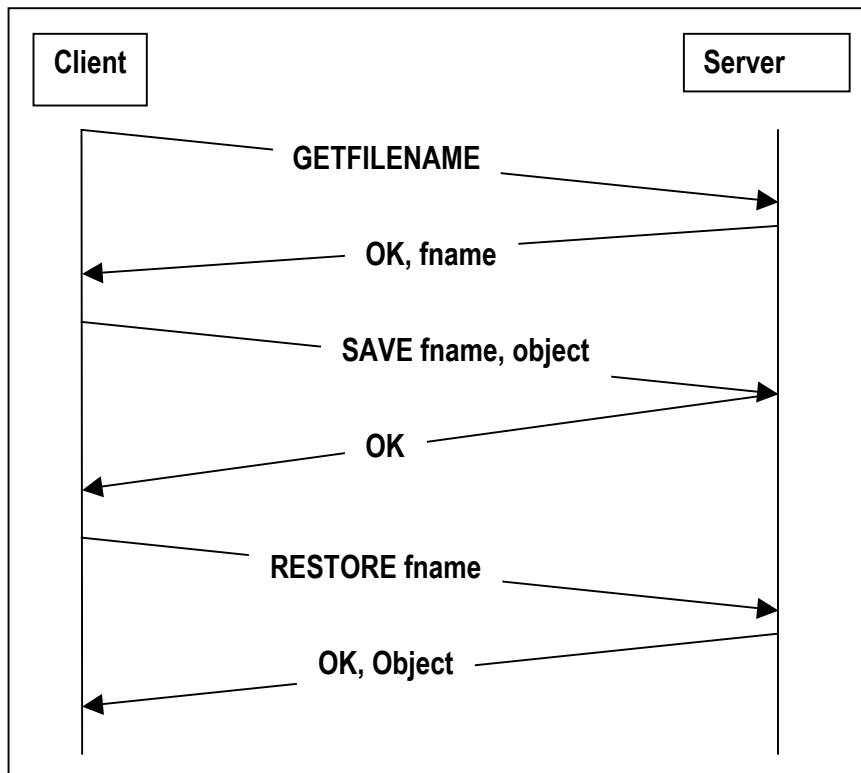 Client
Server
GETFILENAME
OK, fname
SAVE fname, object
OK
RESTORE fname
OK, Object